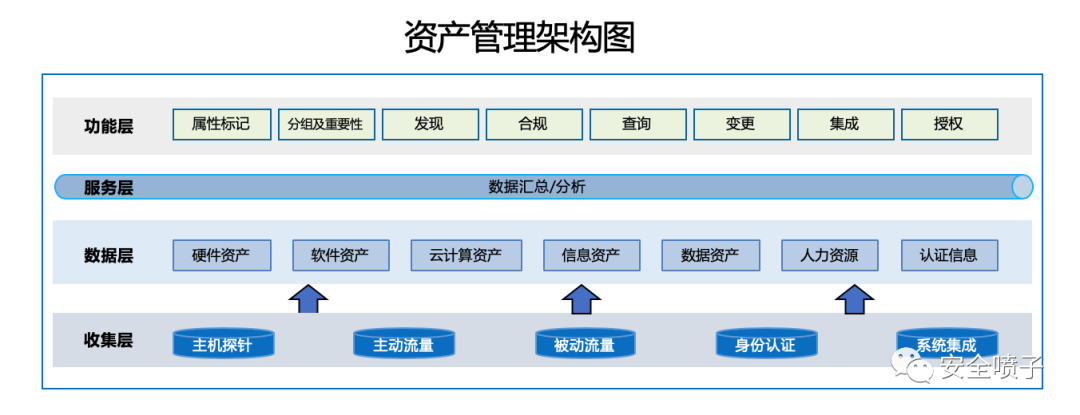 资产管理架构图
功能层 属性标记 分组及重要性 发现 合规 查询 变更 集成 授权
服务层 数据汇总/分析
数据层 硬件资产 软件资产 云计算资产 信息资产 数据资产 人力资源 认证信息
收集层 主机探针 主动流量 被动流量 身份认证 系统集成
安全喷子